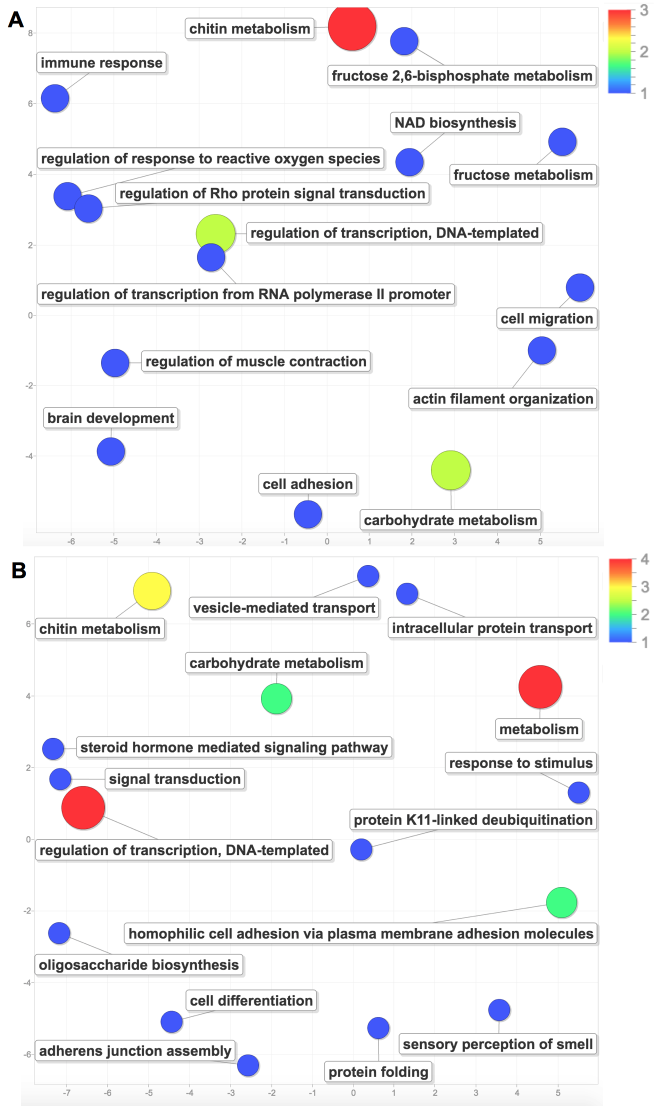 A
chitin metabolism
3
8
2
immune response
fructose 2,6-bisphosphate metabolism
1
6
NAD biosynthesis
regulation of response to reactive oxygen species
fructose metabolism
4
regulation of Rho protein signal transduction
regulation of transcription, DNA-templated
2
regulation of transcription from RNA polymerase II promoter
0
cell migration
regulation of muscle contraction
-2
actin filament organization
brain development
-4
cell adhesion
carbohydrate metabolism
-6 -5 -4 -3 -2 -1 0 1 2 3 4 5
B
4
3
2
1
vesicle-mediated transport
chitin metabolism
intracellular protein transport
6
carbohydrate metabolism
4
metabolism
steroid hormone mediated signaling pathway
response to stimulus
2
signal transduction
protein K11-linked deubiquitination
0
regulation of transcription, DNA-templated
-2
homophilic cell adhesion via plasma membrane adhesion molecules
oligosaccharide biosynthesis
-4
cell differentiation
sensory perception of smell
adherens junction assembly
-6
protein folding
-7 -6 -5 -4 -3 -2 -1 0 1 2 3 4 5